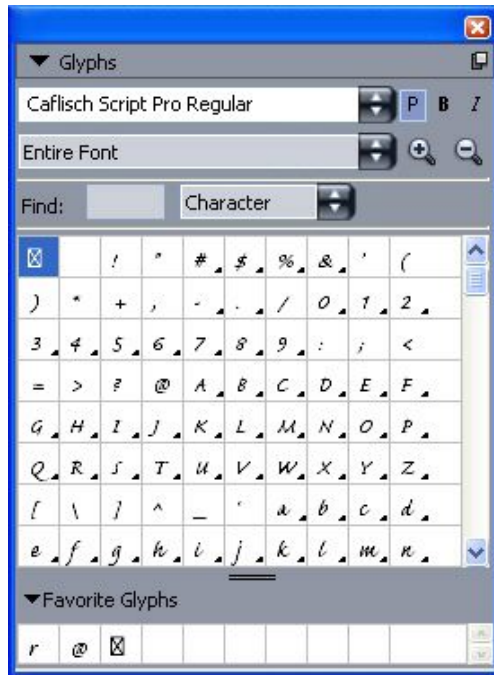 Glyphs
Caflisch Script Pro Regular P B I
Entire Font
Find: Character
! " # $ % & ' (
) * + , - . / 0 1 2
3 4 5 6 7 8 9 : ; <
= > ? @ A B C D E F
G H I J K L M N O P
Q R S T U V W X Y Z
[ \ ] ^ _ ` a b c d
e f g h i j k l m n
Favorite Glyphs
r @